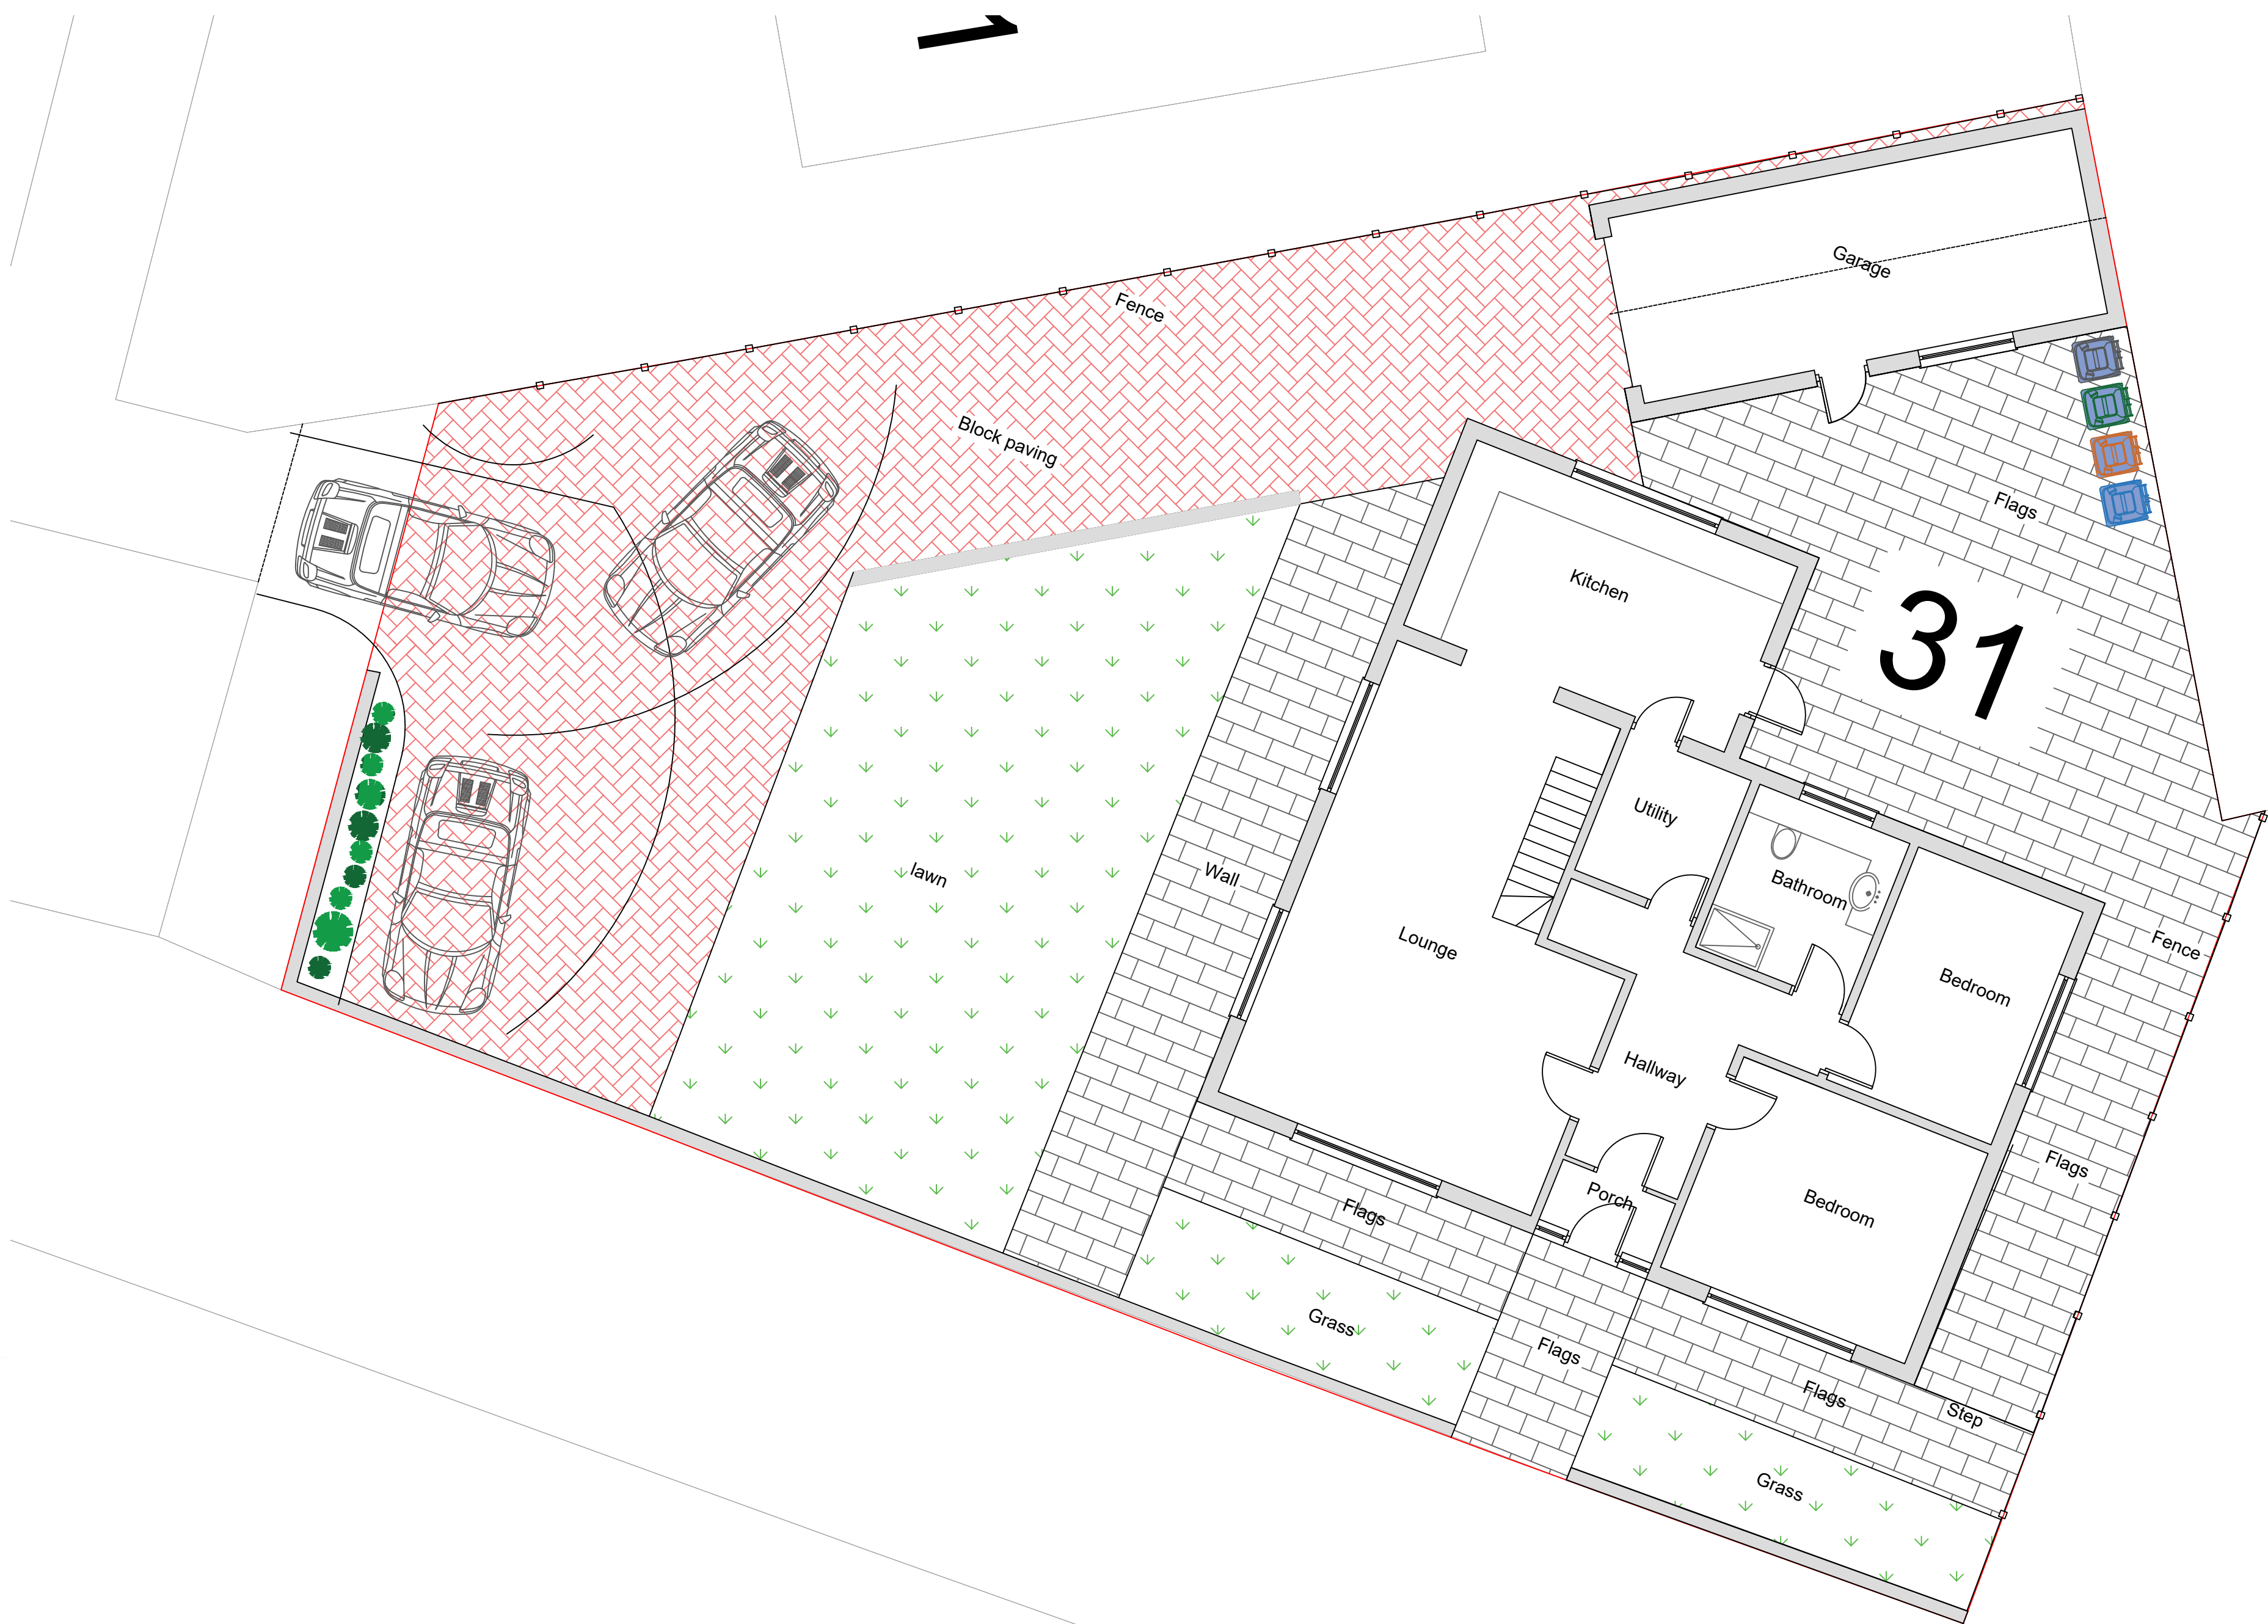 1
Garage
Fence
Block paving
Flags
Kitchen
31
Utility
lawn
Wall
Bathroom
Lounge
Fence
Bedroom
Hallway
Flags
Porch
Bedroom
Flags
Grass
Flags
Flags
Step
Grass